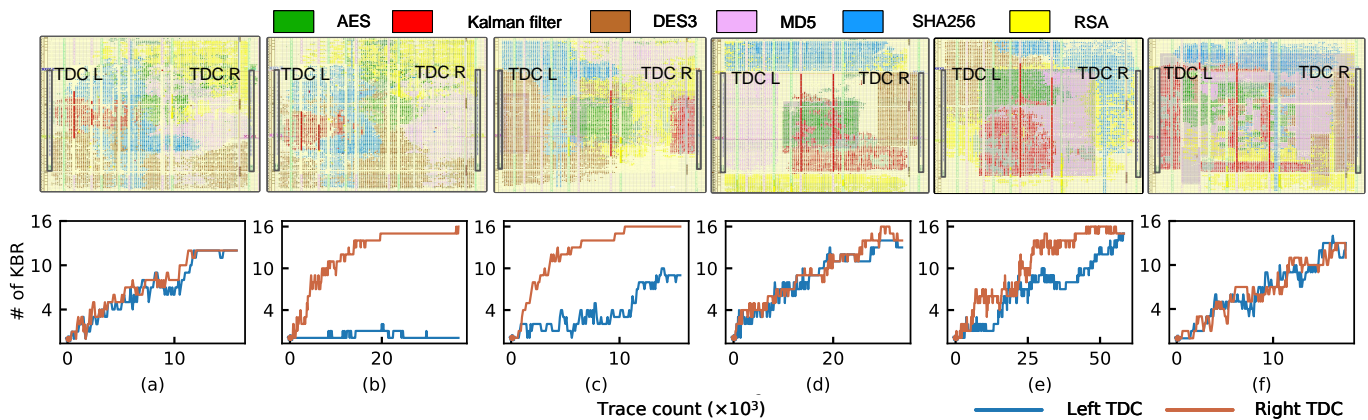 AES Kalman filter DES3 MD5 SHA256 RSA
TDC L TDC R TDC L TDC R TDC L TDC R TDC L TDC R TDC L TDC R TDC L TDC R
# of KBR
16 16 16 16 16 16
10 10 10 10 10 10
4 4 4 4 4 4
0 10 0 20 0 10 0 20 0 25 50 0 10
(a) (b) (c) (d) (e) (f)
Trace count (×10³) Left TDC Right TDC